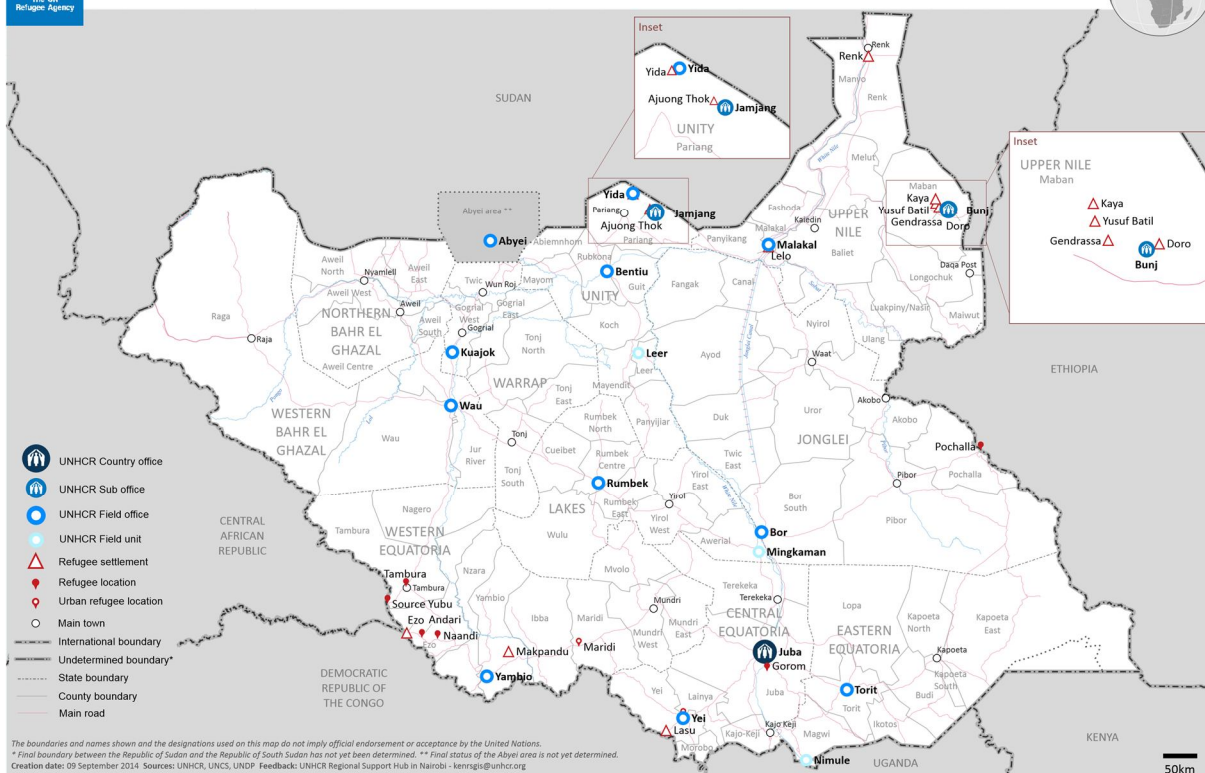 The UN
Refugee Agency
SUDAN
Inset
Yida
Yida
Ajuong Thok
Jamjang
UNITY
Pariang
Renk
Renk
Manyo
Renk
White Nile
Melut
Inset
UPPER NILE
Maban
Kaya
Yusuf Batil
Gendrassa
Doro
Bunj
Maban
Kaya
Yusuf Batil
Bunj
Gendrassa
Doro
Yida
Pariang
Jamjang
Ajuong Thok
Pariang
Fashoda
Malakal
Kaledin
UPPER
NILE
Panyikang
Malakal
Lelo
Baliet
Daqa Post
Longochuk
Luakpiny/Nasir
Maiwut
Abyei area **
Abyei
Abiemnhom
Rubkona
Bentiu
Guit
Mayom
UNITY
Fangak
Canal
Sobat
Nyirol
Ulang
Aweil
North
Nyamlell
Aweil
East
Aweil West
Aweil
Twic
Wun Roj
Gogrial
West
Gogrial
East
Gogrial
Aweil
South
NORTHERN
BAHR EL
GHAZAL
Aweil Centre
Raga
Raja
Kuajok
Tonj
North
Koch
Leer
Leer
Ayod
Jonglei Canal
Waat
ETHIOPIA
WARRAP
Tonj
East
Mayendit
Wau
WESTERN
BAHR EL
GHAZAL
Pongo
Lol
Wau
Jur
River
Tonj
Tonj
South
Cueibet
Rumbek
North
Panyijiar
Duk
Uror
Akobo
Akobo
JONGLEI
Pochalla
Pochalla
Pibor
Pibor
Pibor
Rumbek
Centre
Rumbek
Rumbek
East
Yirol
East
Yirol
Yirol
West
Twic
East
White Nile
Bor
South
Bor
Mingkaman
Awerial
LAKES
Wulu
Nagero
Tambura
WESTERN
EQUATORIA
CENTRAL
AFRICAN
REPUBLIC
Tambura
Tambura
Source Yubu
Ezo
Andari
Naandi
Ezo
Nzara
Yambio
Makpandu
Yambio
Ibba
Maridi
Maridi
Mvolo
Mundri
Mundri
West
Mundri
East
Terekeka
Terekeka
CENTRAL
EQUATORIA
Juba
Gorom
Juba
Lainya
Yei
Yei
Lasu
Morobo
Kajo-Keji
Kajo Keji
Magwi
Nimule
EASTERN
EQUATORIA
Lopa
Torit
Torit
Ikotos
Budi
Kapoeta
North
Kapoeta
East
Kapoeta
Kapoeta
South
DEMOCRATIC
REPUBLIC OF
THE CONGO
UGANDA
KENYA
UNHCR Country office
UNHCR Sub office
UNHCR Field office
UNHCR Field unit
Refugee settlement
Refugee location
Urban refugee location
Main town
International boundary
Undetermined boundary*
State boundary
County boundary
Main road
The boundaries and names shown and the designations used on this map do not imply official endorsement or acceptance by the United Nations.
* Final boundary between the Republic of Sudan and the Republic of South Sudan has not yet been determined. ** Final status of the Abyei area is not yet determined.
Creation date: 09 September 2014 Sources: UNHCR, UNCS, UNDP Feedback: UNHCR Regional Support Hub in Nairobi - kenrsgis@unhcr.org
50km